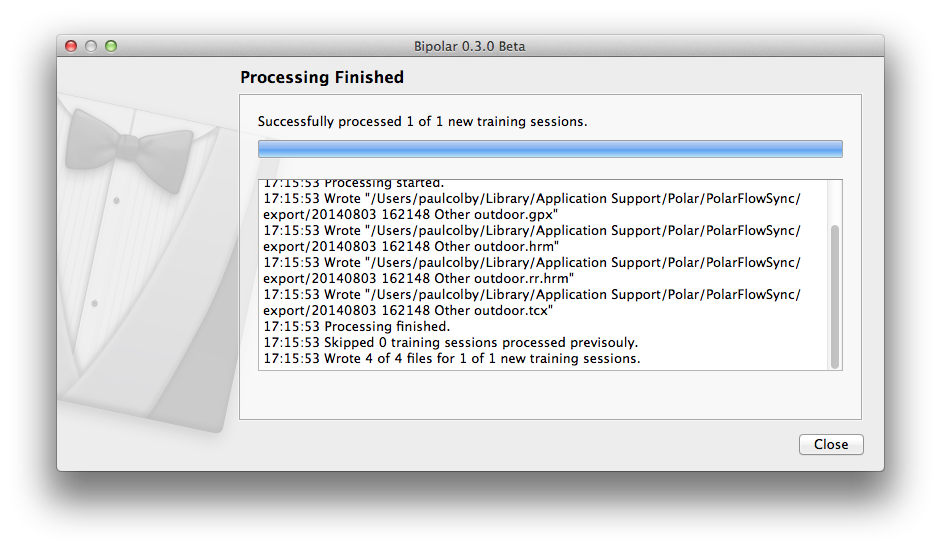 Bipolar 0.3.0 Beta
Processing Finished
Successfully processed 1 of 1 new training sessions.
17:15:53 Processing started.
17:15:53 Wrote "/Users/paulcolby/Library/Application Support/Polar/PolarFlowSync/
export/20140803 162148 Other outdoor.gpx"
17:15:53 Wrote "/Users/paulcolby/Library/Application Support/Polar/PolarFlowSync/
export/20140803 162148 Other outdoor.hrm"
17:15:53 Wrote "/Users/paulcolby/Library/Application Support/Polar/PolarFlowSync/
export/20140803 162148 Other outdoor.rr.hrm"
17:15:53 Wrote "/Users/paulcolby/Library/Application Support/Polar/PolarFlowSync/
export/20140803 162148 Other outdoor.tcx"
17:15:53 Processing finished.
17:15:53 Skipped 0 training sessions processed previsouly.
17:15:53 Wrote 4 of 4 files for 1 of 1 new training sessions.
Close